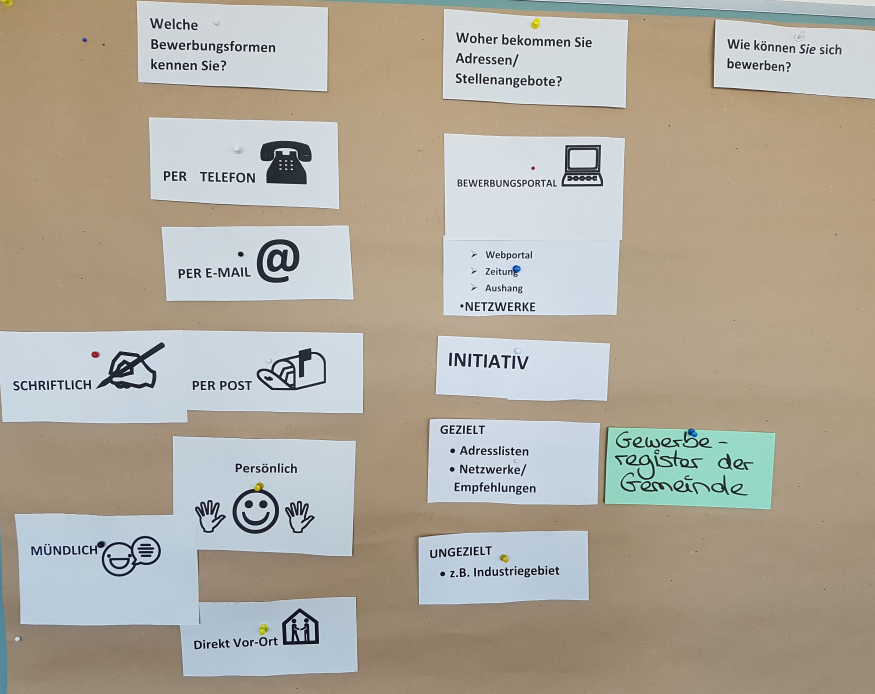 Welche
Bewerbungsformen
kennen Sie?
Woher bekommen Sie
Adressen/
Stellenangebote?
Wie können Sie sich
bewerben?
PER TELEFON
PER E-MAIL @
SCHRIFTLICH
PER POST
Persönlich
MÜNDLICH
Direkt Vor-Ort
BEWERBUNGSPORTAL
➢ Webportal
➢ Zeitung
➢ Aushang
•NETZWERKE
INITIATIV
GEZIELT
• Adresslisten
• Netzwerke/
Empfehlungen
Gewerbe-
register der
Gemeinde
UNGEZIELT
• z.B. Industriegebiet